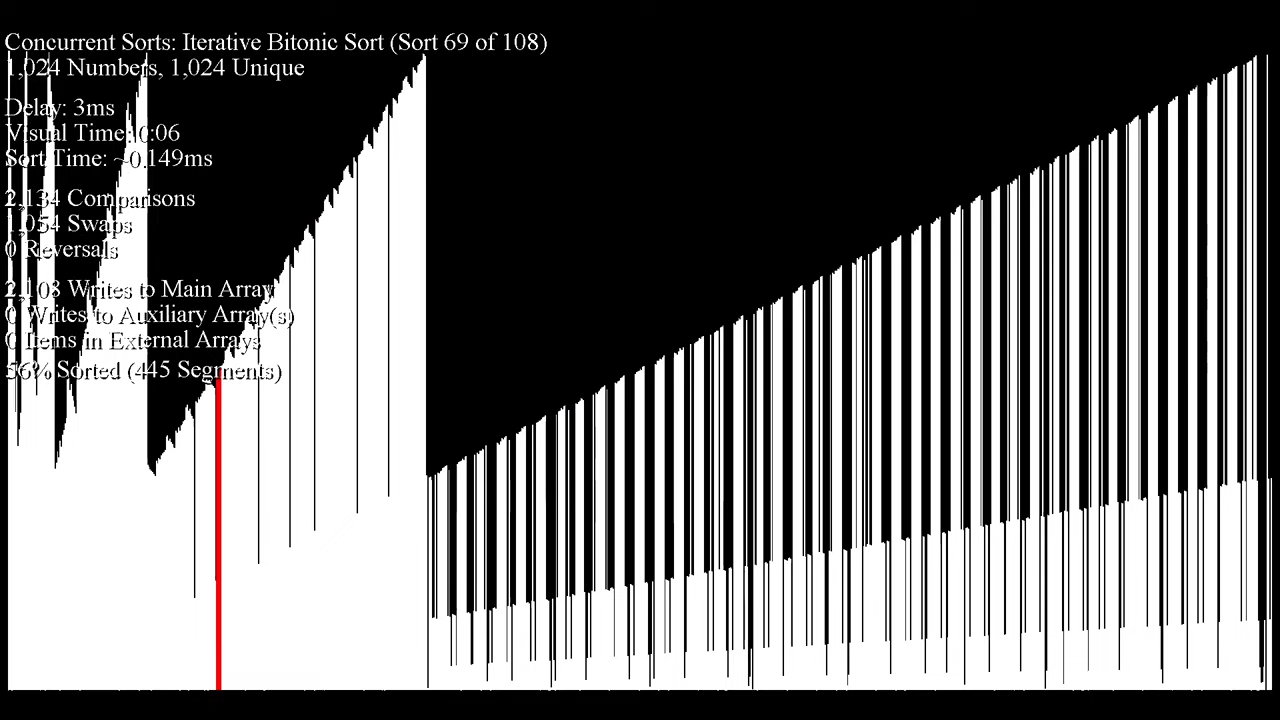 Concurrent Sorts: Iterative Bitonic Sort (Sort 69 of 108)
1,024 Numbers, 1,024 Unique
Delay: 3ms
Visual Time: 0:06
Sort Time: ~0.149ms
2,134 Comparisons
1,054 Swaps
0 Reversals
2,108 Writes to Main Array
0 Writes to Auxiliary Array(s)
0 Items in External Arrays
56% Sorted (445 Segments)